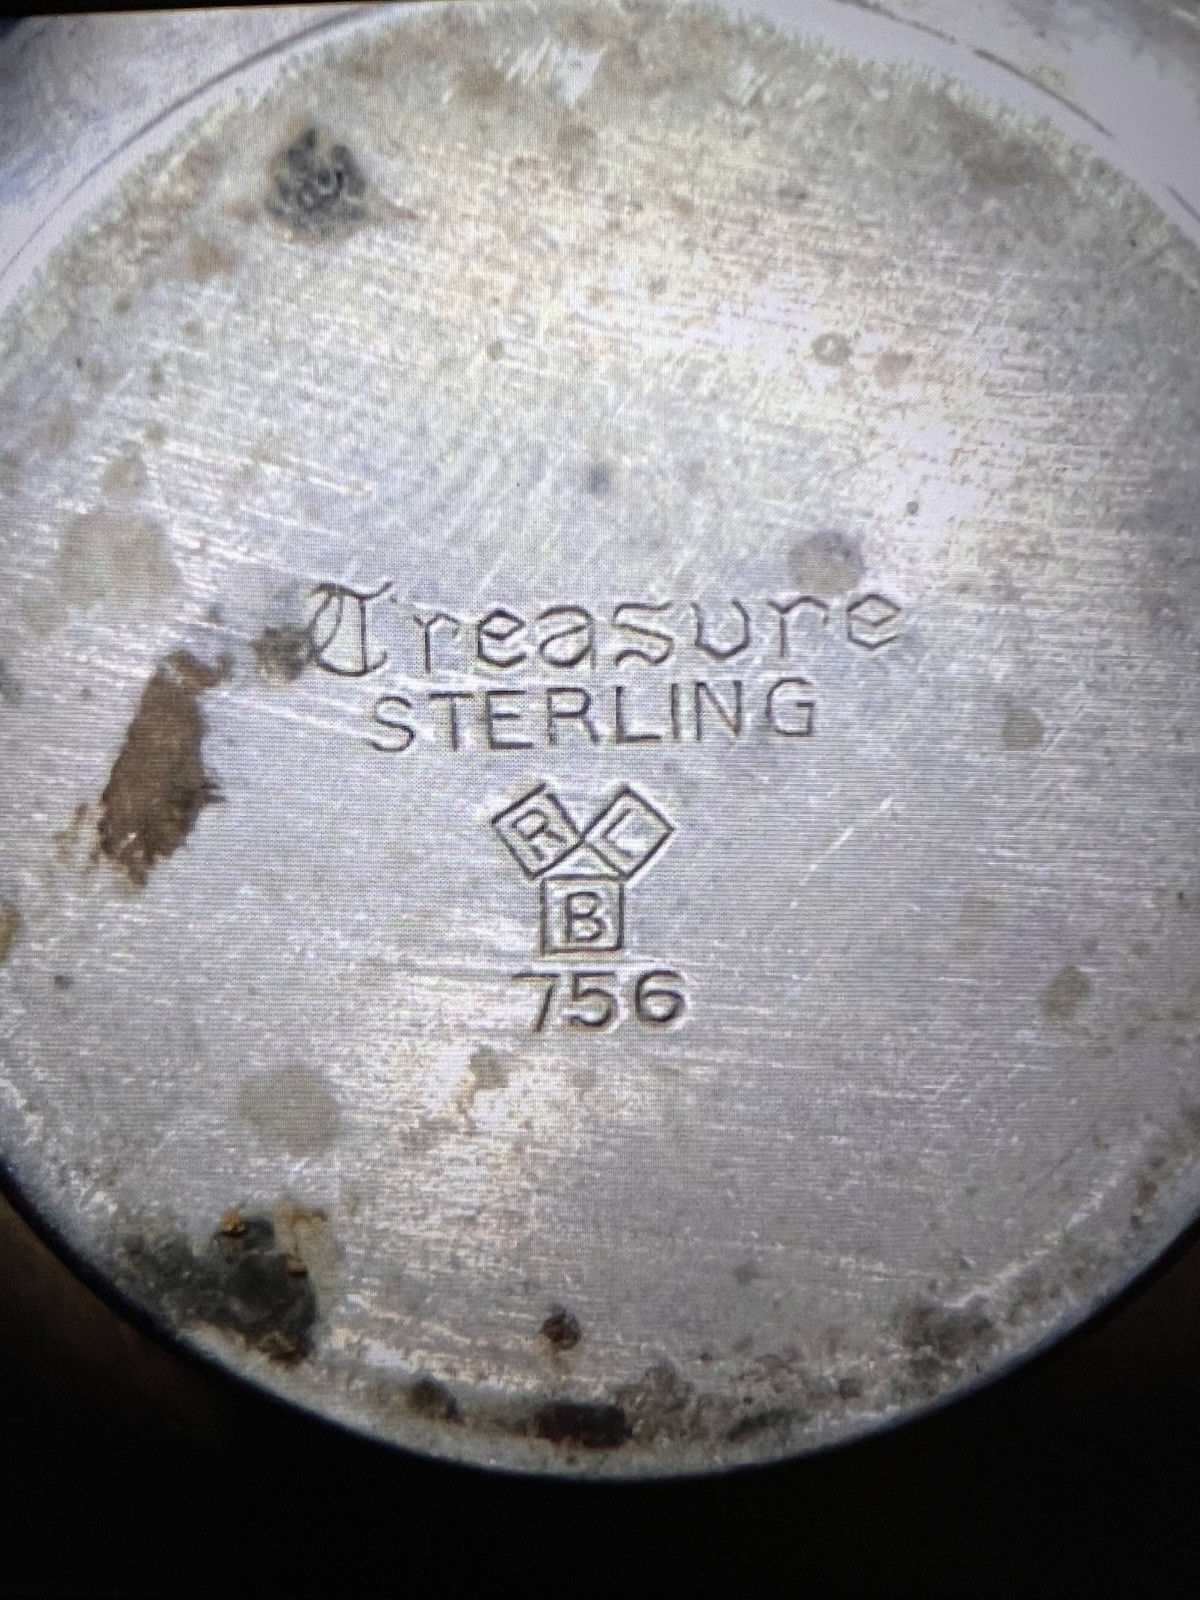 Treasure
STERLING
R L
B
756